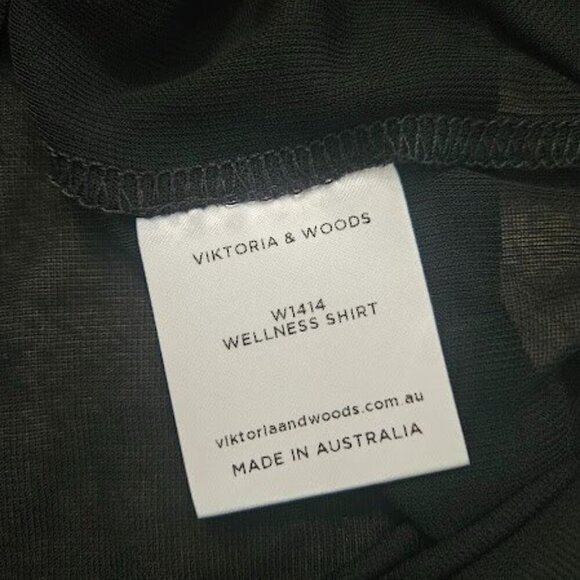 VIKTORIA & WOODS
W1414
WELLNESS SHIRT
viktoriaandwoods.com.au
MADE IN AUSTRALIA